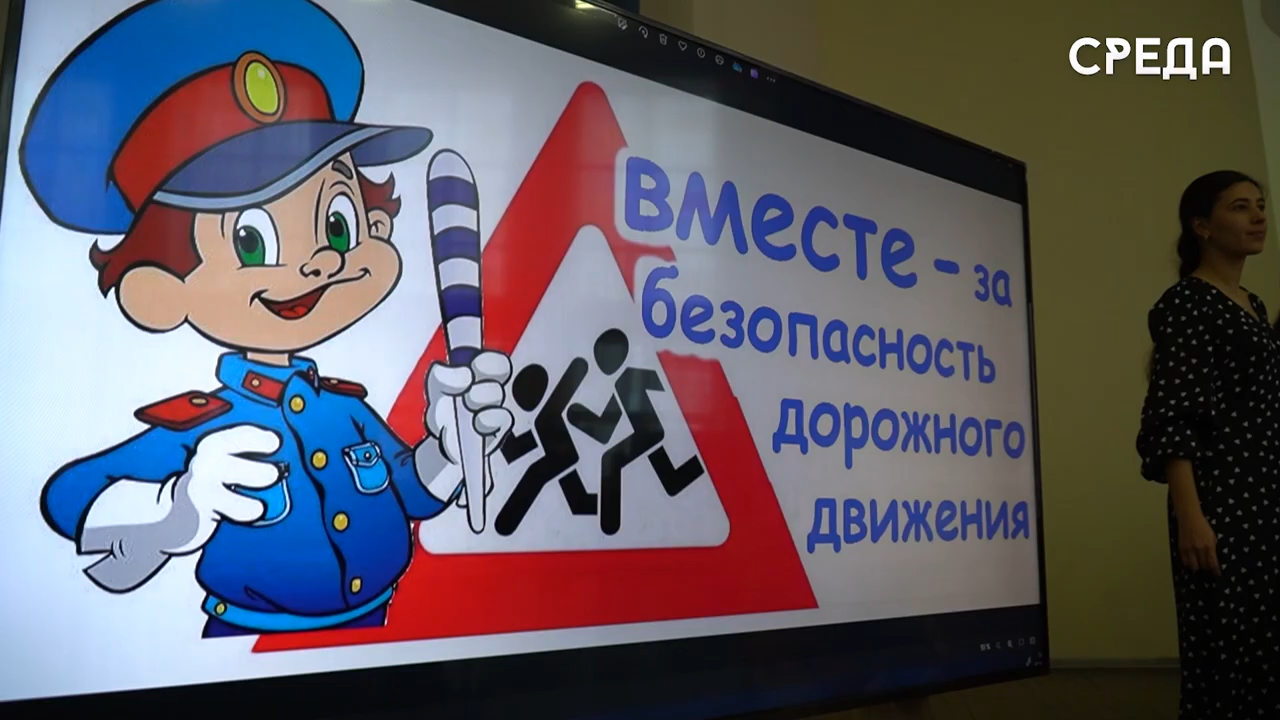 СРЕДА
вместе - за
безопасность
дорожного
движения